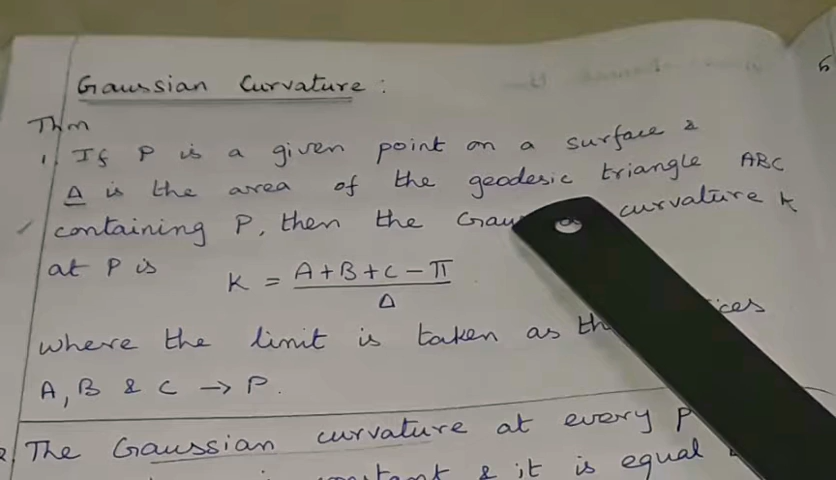 Gaussian Curvature :
Thm
1. If P is a given point on a surface &
Δ is the area of the geodesic triangle ABC
containing P, then the curvature K
at P is K = A+B+C-π / Δ
where the limit is taken as
A, B & C → P.
2. The Gaussian curvature at every
& it is equal
5